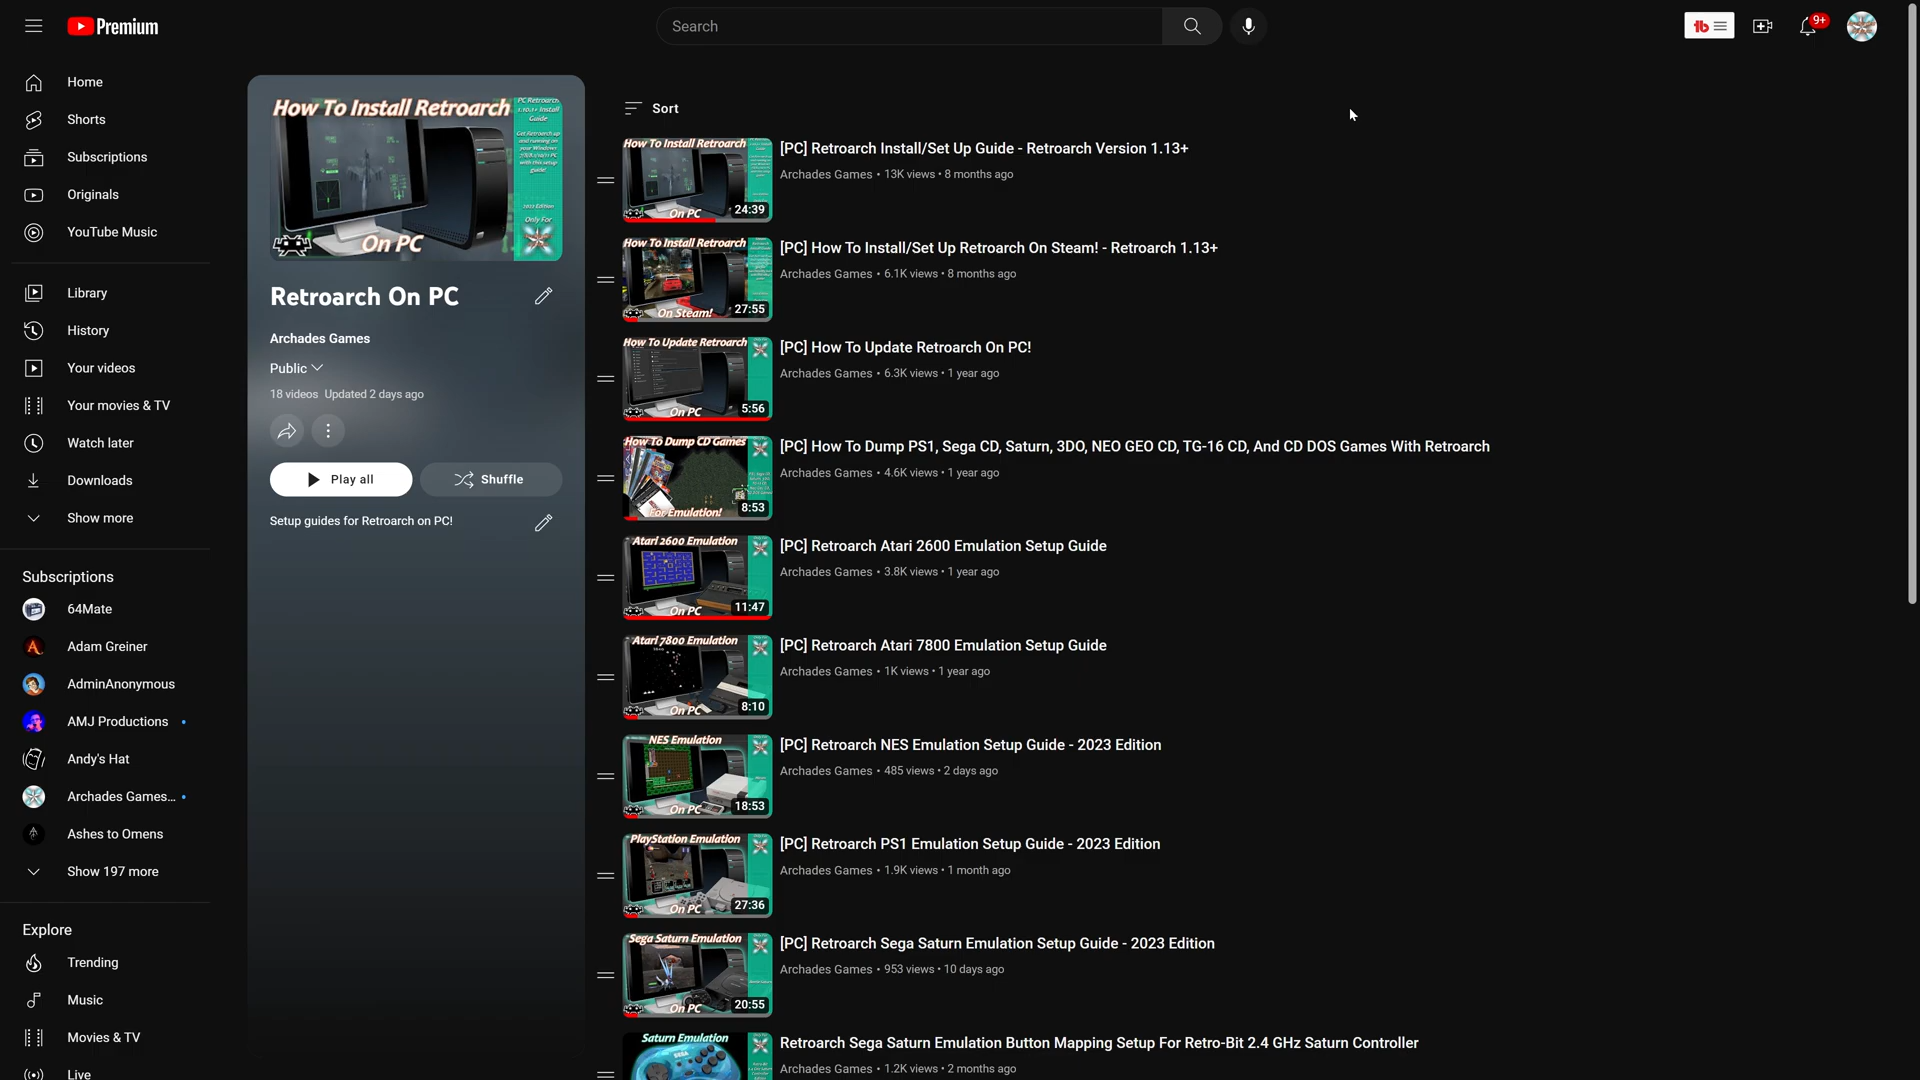 Premium
Search
9+
Home
Shorts
Subscriptions
Originals
YouTube Music
Library
History
Your videos
Your movies & TV
Watch later
Downloads
Show more
Subscriptions
64Mate
Adam Greiner
AdminAnonymous
AMJ Productions
Andy's Hat
Archades Games...
Ashes to Omens
Show 197 more
Explore
Trending
Music
Movies & TV
Live
How To Install Retroarch
On PC
Retroarch On PC
Archades Games
Public
18 videos Updated 2 days ago
Play all
Shuffle
Setup guides for Retroarch on PC!
Sort
How To Install Retroarch
On PC
24:39
[PC] Retroarch Install/Set Up Guide - Retroarch Version 1.13+
Archades Games • 13K views • 8 months ago
How To Install Retroarch
On Steam!
27:55
[PC] How To Install/Set Up Retroarch On Steam! - Retroarch 1.13+
Archades Games • 6.1K views • 8 months ago
How To Update Retroarch
On PC
5:56
[PC] How To Update Retroarch On PC!
Archades Games • 6.3K views • 1 year ago
How To Dump CD Games
For Emulation!
8:53
[PC] How To Dump PS1, Sega CD, Saturn, 3DO, NEO GEO CD, TG-16 CD, And CD DOS Games With Retroarch
Archades Games • 4.6K views • 1 year ago
Atari 2600 Emulation
On PC
11:47
[PC] Retroarch Atari 2600 Emulation Setup Guide
Archades Games • 3.8K views • 1 year ago
Atari 7800 Emulation
On PC
8:10
[PC] Retroarch Atari 7800 Emulation Setup Guide
Archades Games • 1K views • 1 year ago
NES Emulation
On PC
18:53
[PC] Retroarch NES Emulation Setup Guide - 2023 Edition
Archades Games • 485 views • 2 days ago
PlayStation Emulation
On PC
27:36
[PC] Retroarch PS1 Emulation Setup Guide - 2023 Edition
Archades Games • 1.9K views • 1 month ago
Sega Saturn Emulation
On PC
20:55
[PC] Retroarch Sega Saturn Emulation Setup Guide - 2023 Edition
Archades Games • 953 views • 10 days ago
Saturn Emulation
Retroarch Sega Saturn Emulation Button Mapping Setup For Retro-Bit 2.4 GHz Saturn Controller
Archades Games • 1.2K views • 2 months ago